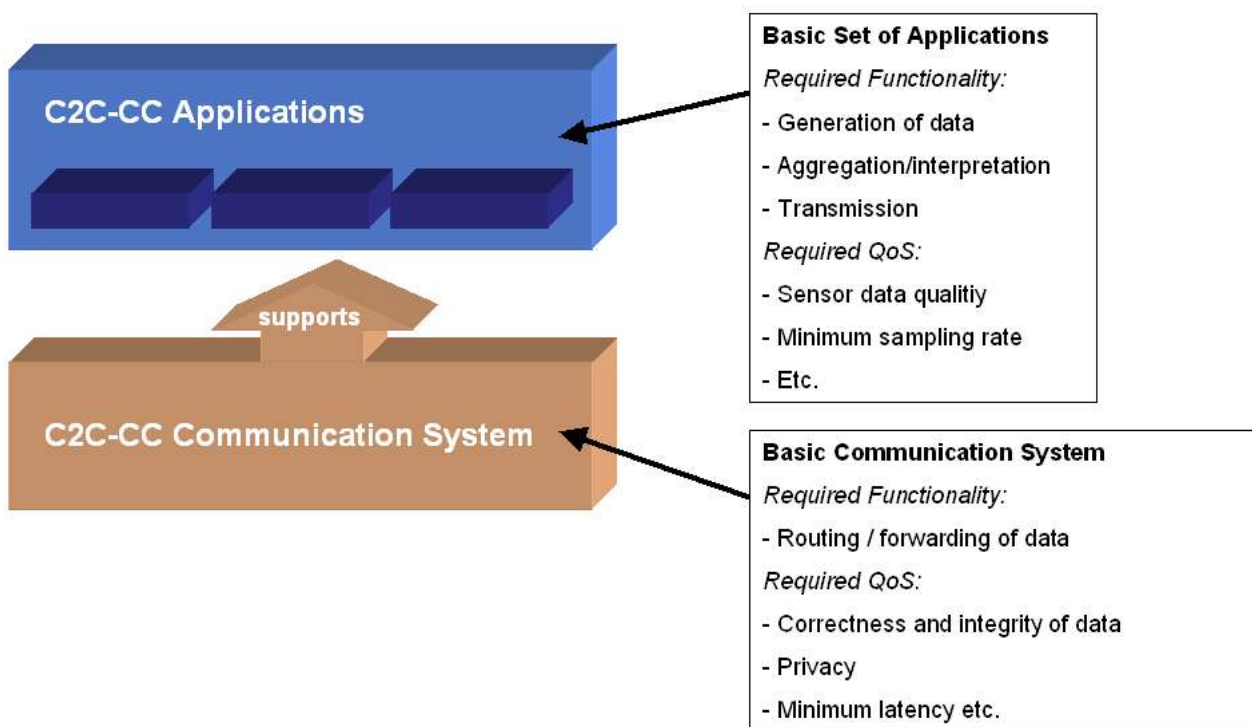 C2C-CC Applications
supports
C2C-CC Communication System
Basic Set of Applications
Required Functionality:
- Generation of data
- Aggregation/interpretation
- Transmission
Required QoS:
- Sensor data qualitiy
- Minimum sampling rate
- Etc.
Basic Communication System
Required Functionality:
- Routing / forwarding of data
Required QoS:
- Correctness and integrity of data
- Privacy
- Minimum latency etc.